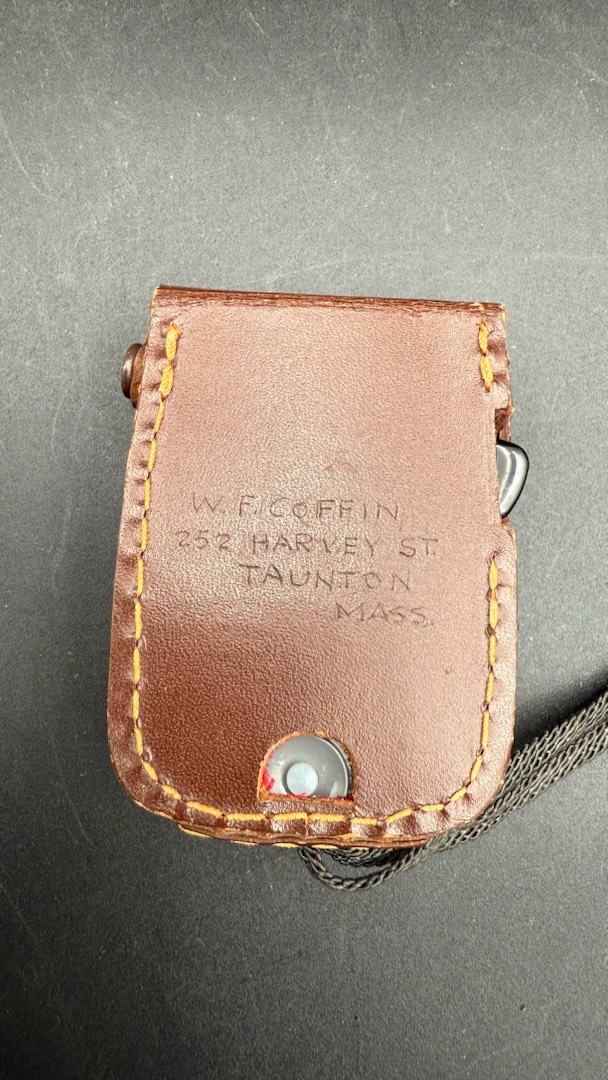 W. F. COFFIN
252 HARVEY ST.
TAUNTON
MASS.